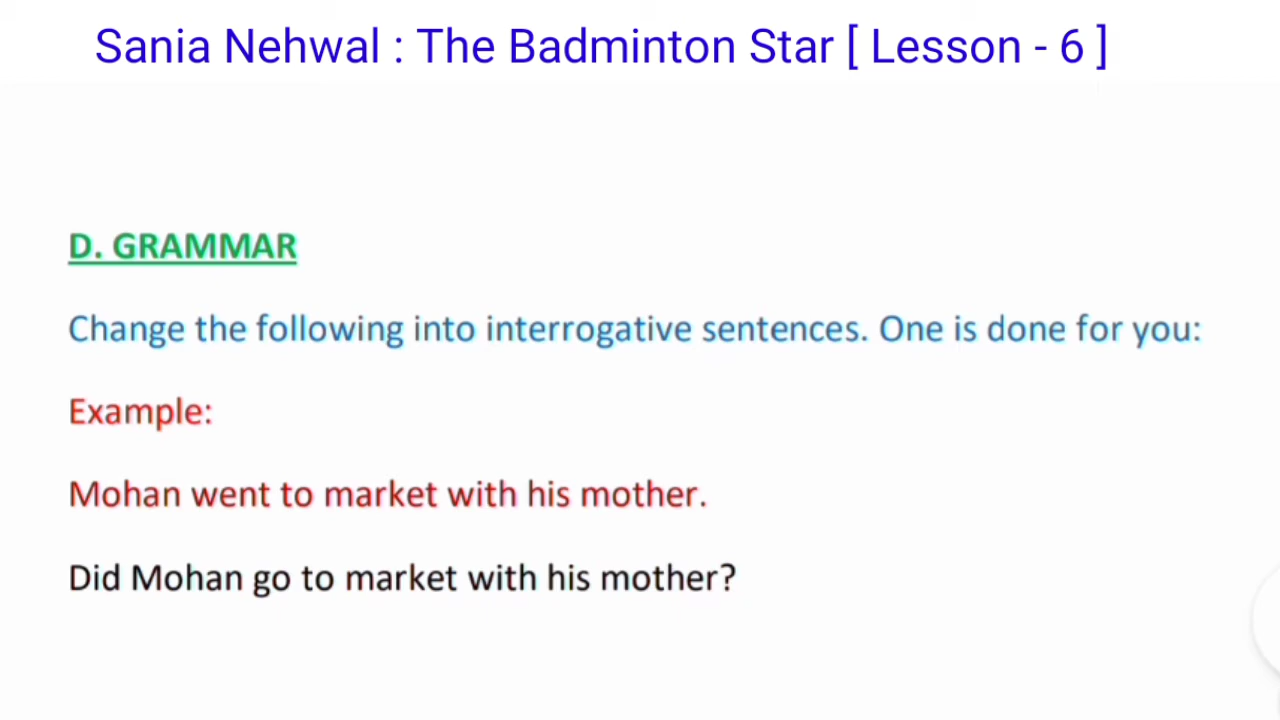 Sania Nehwal : The Badminton Star [ Lesson - 6 ]
D. GRAMMAR
Change the following into interrogative sentences. One is done for you:
Example:
Mohan went to market with his mother.
Did Mohan go to market with his mother?